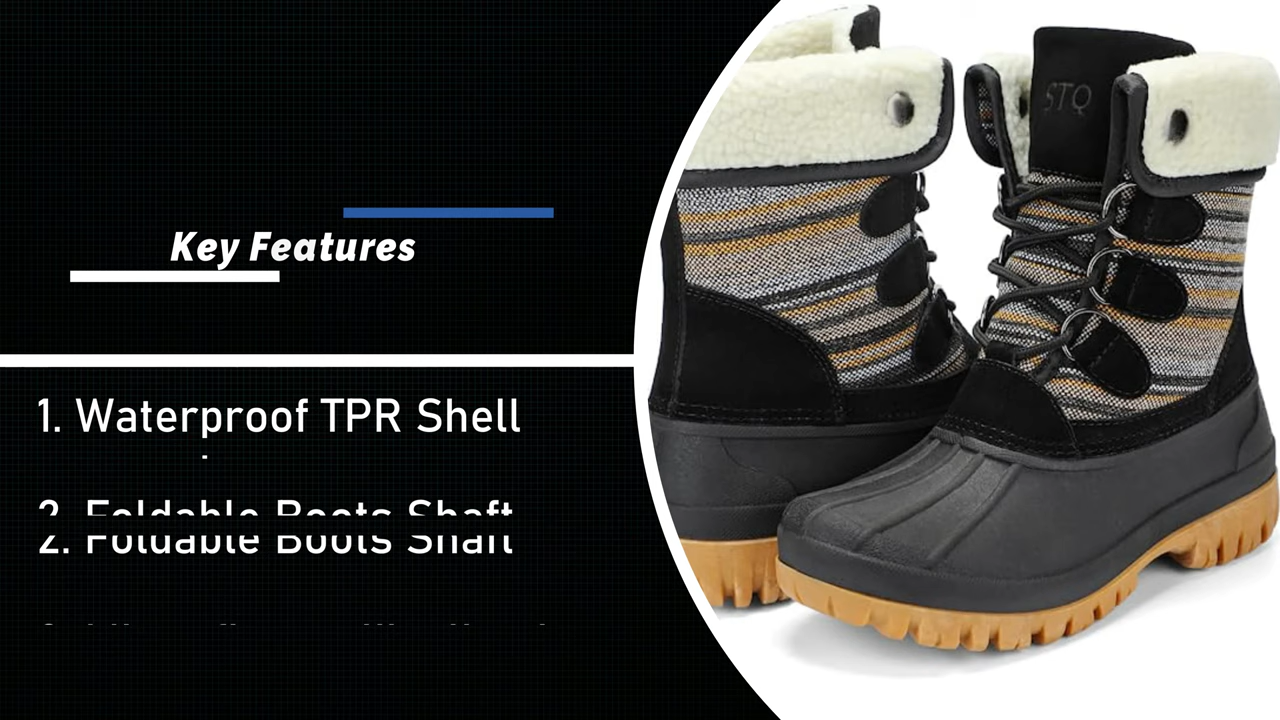 Key Features
1. Waterproof TPR Shell
2. Foldable Boots Shaft
STQ